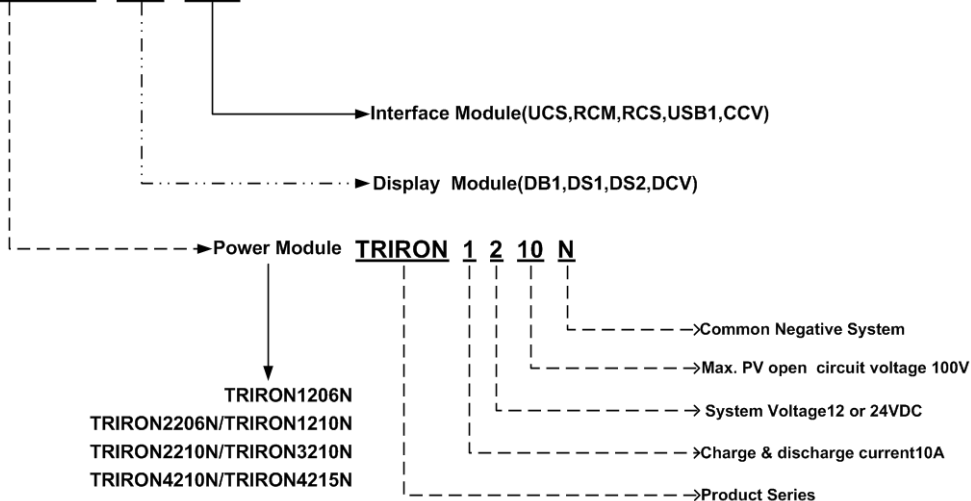 Interface Module(UCS,RCM,RCS,USB1,CCV)
Display Module(DB1,DS1,DS2,DCV)
Power Module TRIRON 1 2 10 N
Common Negative System
Max. PV open circuit voltage 100V
TRIRON1206N
System Voltage12 or 24VDC
TRIRON2206N/TRIRON1210N
TRIRON2210N/TRIRON3210N
Charge & discharge current10A
TRIRON4210N/TRIRON4215N
Product Series